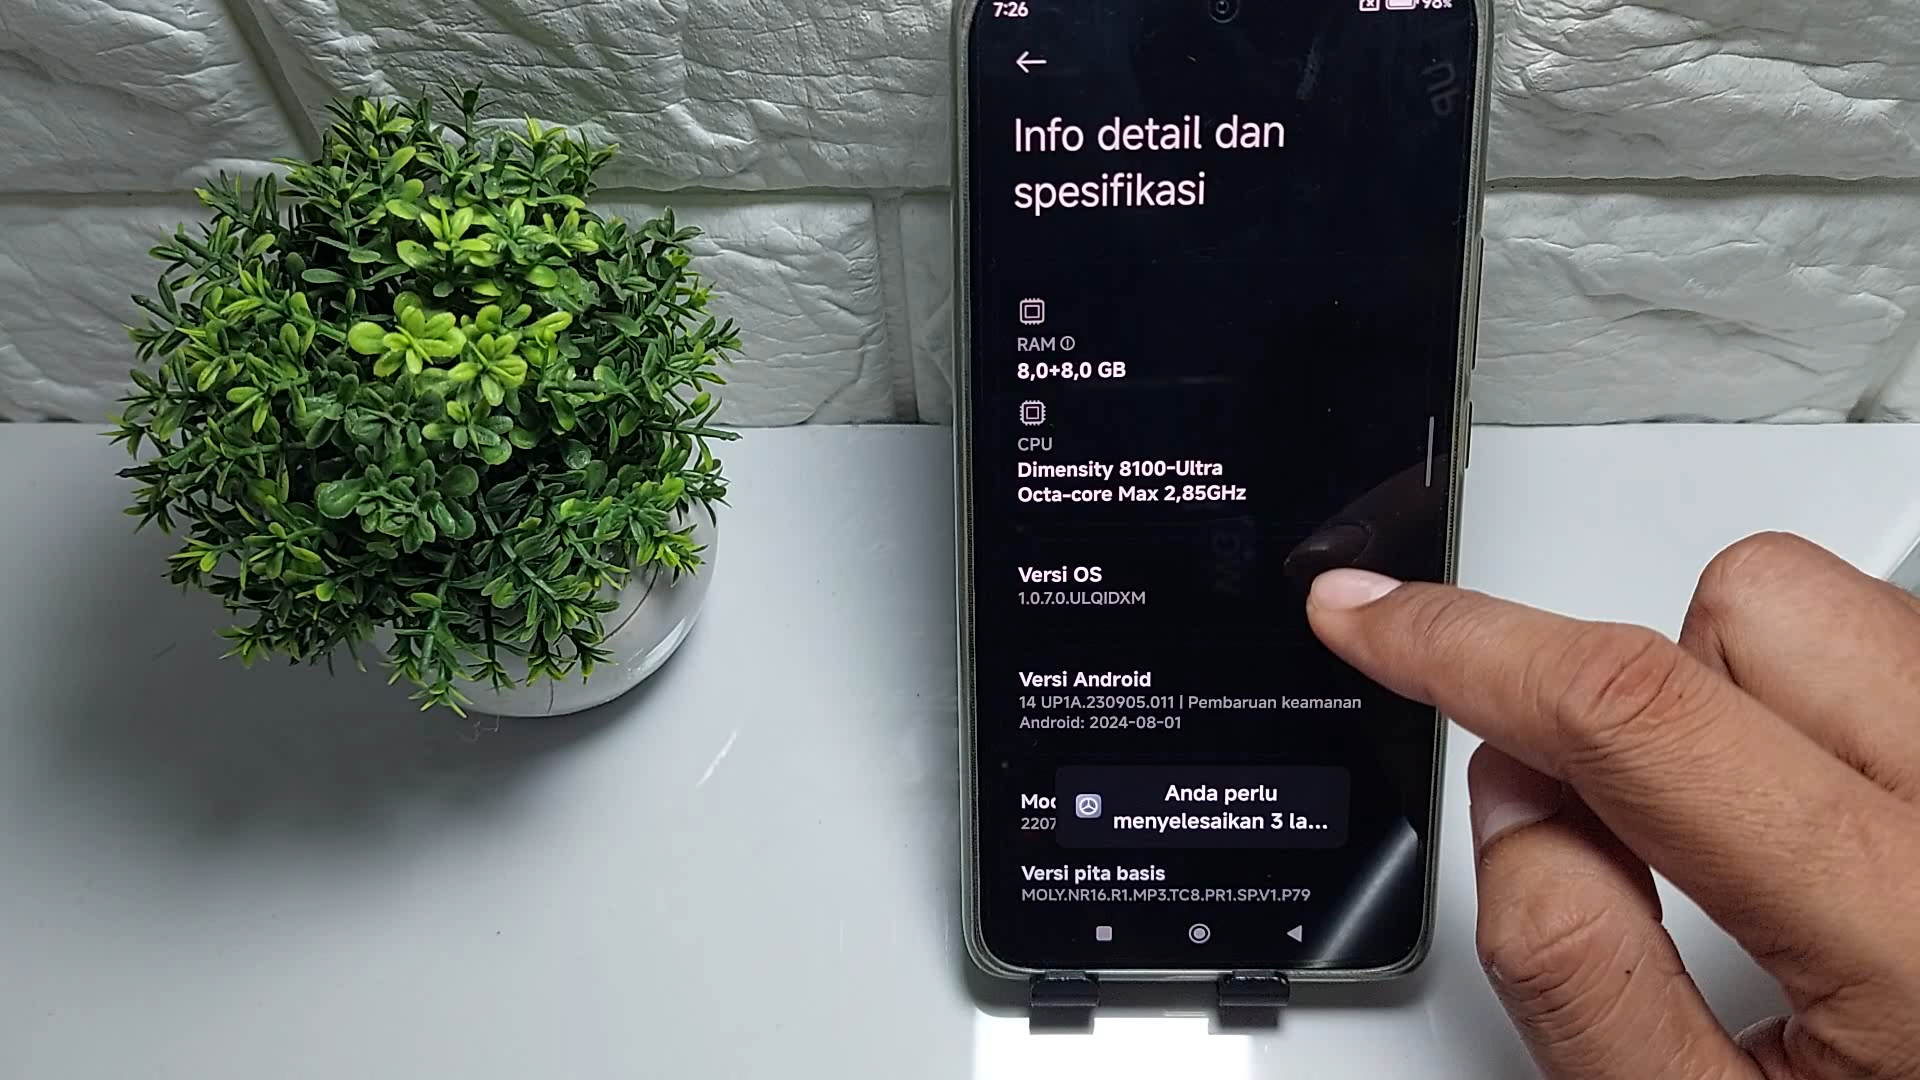 7:26
98%
Info detail dan
spesifikasi
RAM
8,0+8,0 GB
CPU
Dimensity 8100-Ultra
Octa-core Max 2,85GHz
Versi OS
1.0.7.0.ULQIDXM
Versi Android
14 UP1A.230905.011 | Pembaruan keamanan
Android: 2024-08-01
Anda perlu
menyelesaikan 3 la...
2207
Versi pita basis
MOLY.NR16.R1.MP3.TC8.PR1.SP.V1.P79